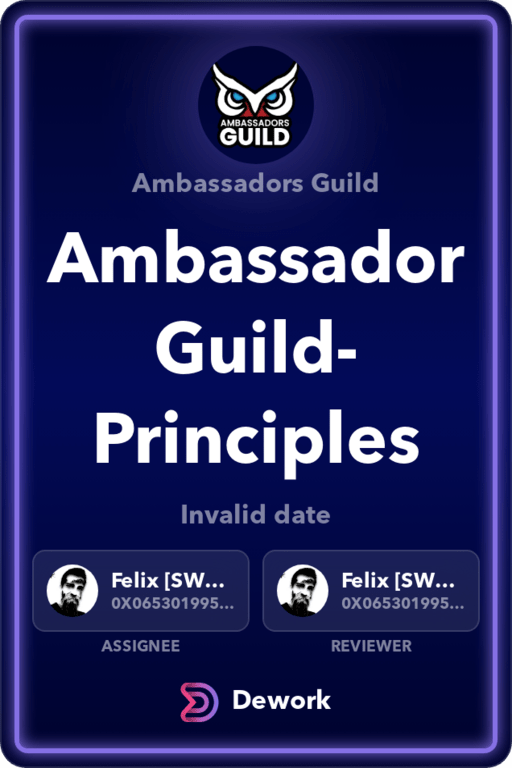 AMBASSADORS
GUILD
Ambassadors Guild
Ambassador
Guild-
Principles
Invalid date
Felix [SW... Felix [SW...
0X065301995... 0X065301995...
ASSIGNEE REVIEWER
Dework